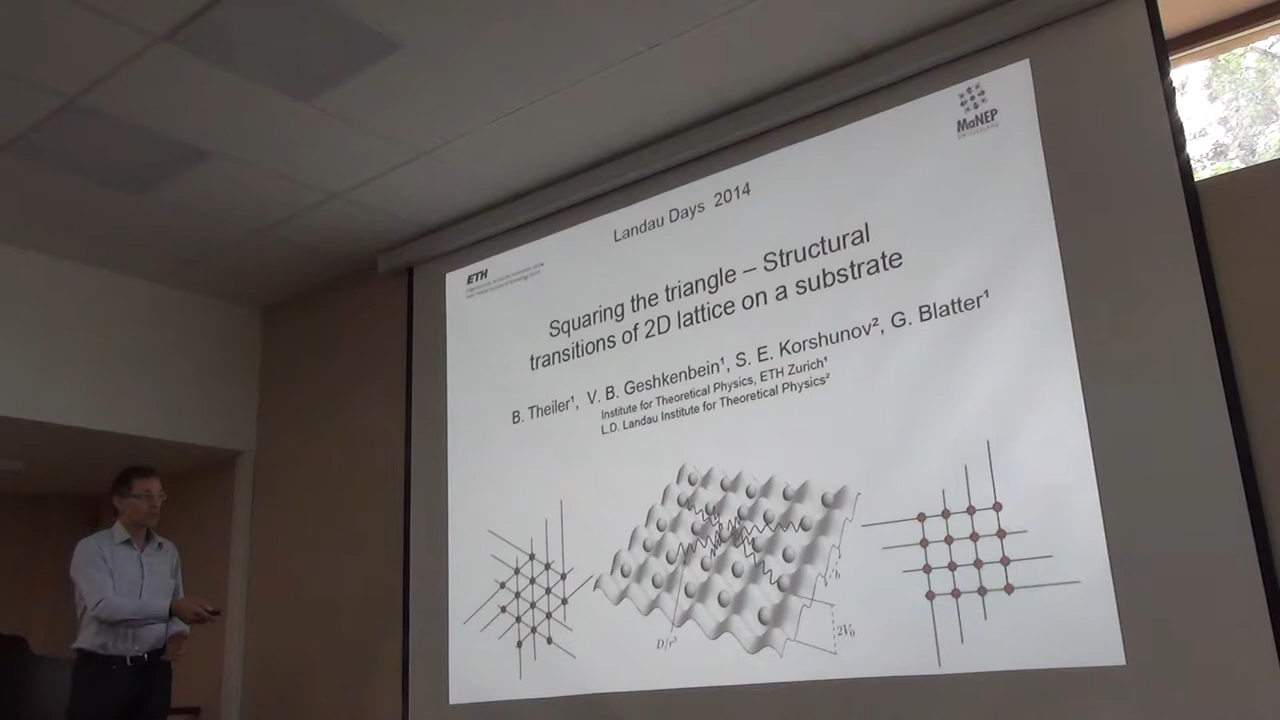 MaNEP
SWITZERLAND
Landau Days 2014
ETH
Squaring the triangle – Structural
transitions of 2D lattice on a substrate
B. Theiler¹, V. B. Geshkenbein¹, S. E. Korshunov², G. Blatter¹
Institute for Theoretical Physics, ETH Zurich¹
L.D. Landau Institute for Theoretical Physics²
b
D/r³
2V₀